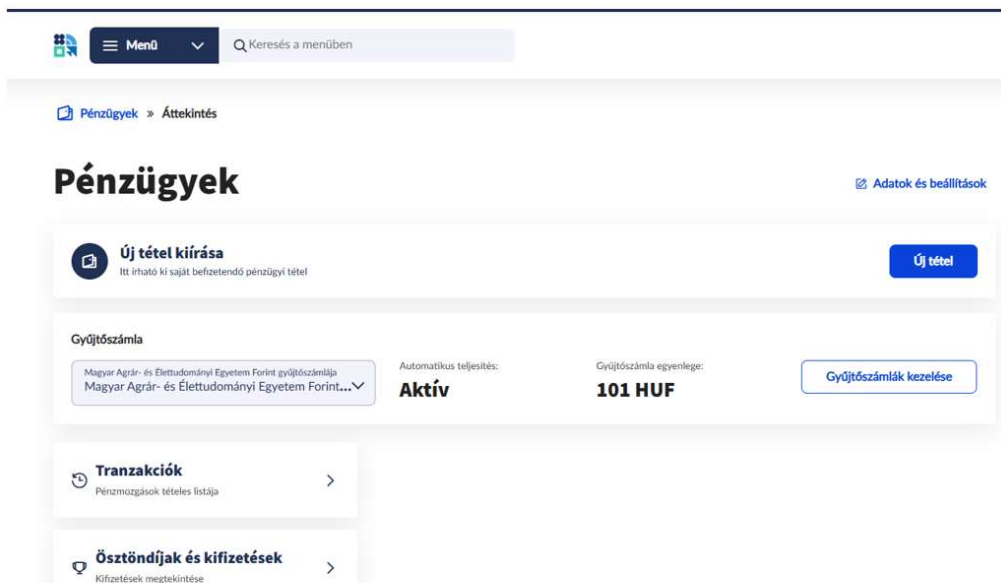 Menü
Keresés a menüben
Pénzügyek » Áttekintés
Pénzügyek
Adatok és beállítások
Új tétel kiírása
Itt írható ki saját befizetendő pénzügyi tétel
Új tétel
Gyűjtőszámla
Magyar Agrár- és Élettudományi Egyetem Forint gyűjtőszámlája
Magyar Agrár- és Élettudományi Egyetem Forint...
Automatikus teljesítés:
Aktív
Gyűjtőszámla egyenlege:
101 HUF
Gyűjtőszámlák kezelése
Tranzakciók
Pénzmozgások tételes listája
Ösztöndíjak és kifizetések
Kifizetések megtekintése